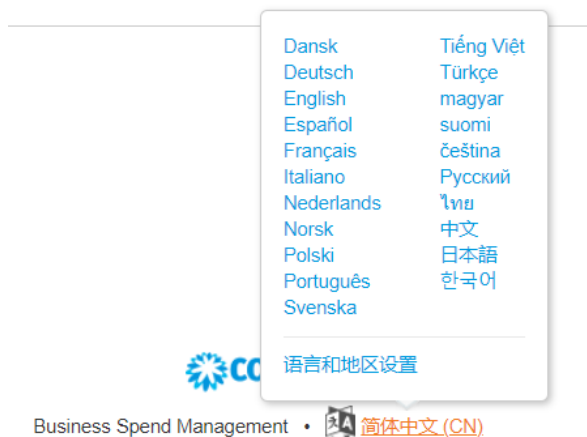 Dansk
Deutsch
English
Español
Français
Italiano
Nederlands
Norsk
Polski
Português
Svenska
Tiếng Việt
Türkçe
magyar
suomi
čeština
Русский
ไทย
中文
日本語
한국어
语言和地区设置
Business Spend Management • 简体中文 (CN)